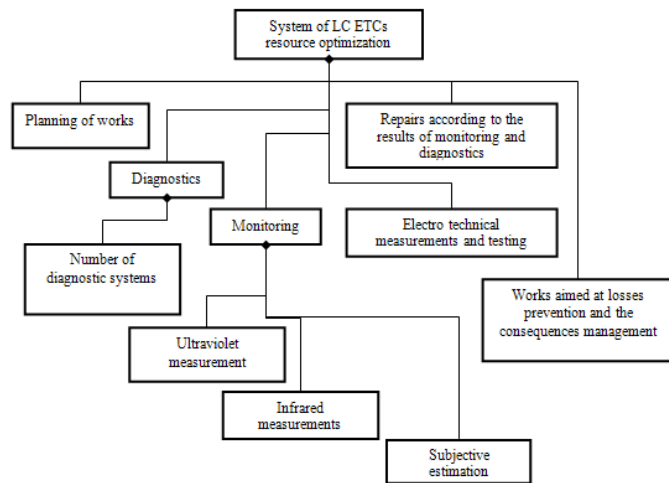 System of LC ETCs
resource optimization
Planning of works
Repairs according to the
results of monitoring and
diagnostics
Diagnostics
Monitoring
Electro technical
measurements and testing
Number of
diagnostic systems
Works aimed at losses
prevention and the
consequences management
Ultraviolet
measurement
Infrared
measurements
Subjective
estimation